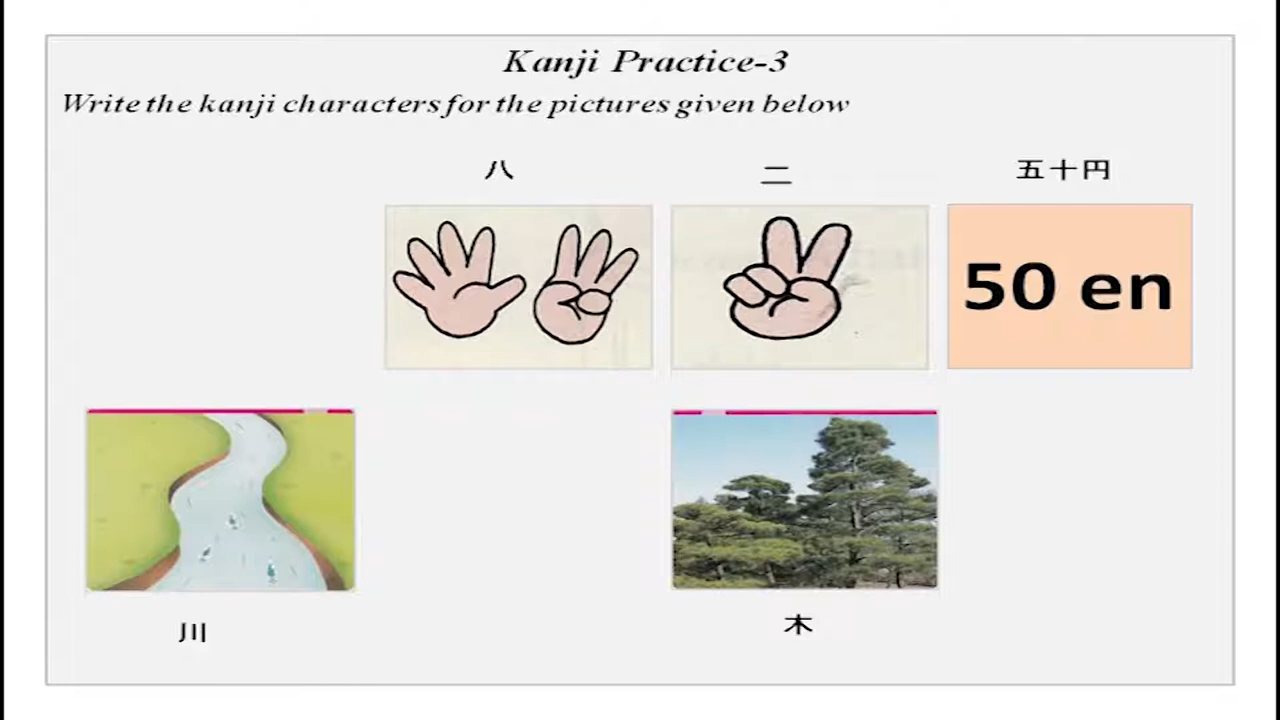 Kanji Practice-3
Write the kanji characters for the pictures given below
八
二
五十円
50 en
川
木